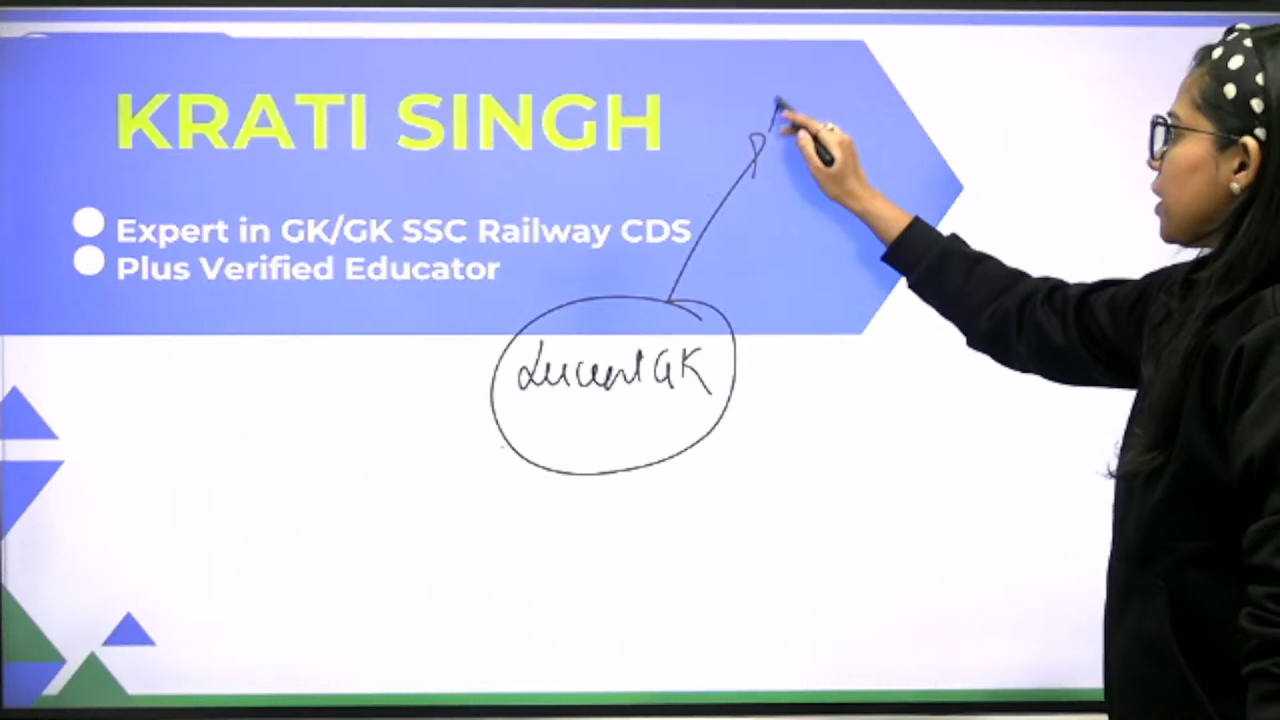 KRATI SINGH
Expert in GK/GK SSC Railway CDS
Plus Verified Educator
Lucent GK
P